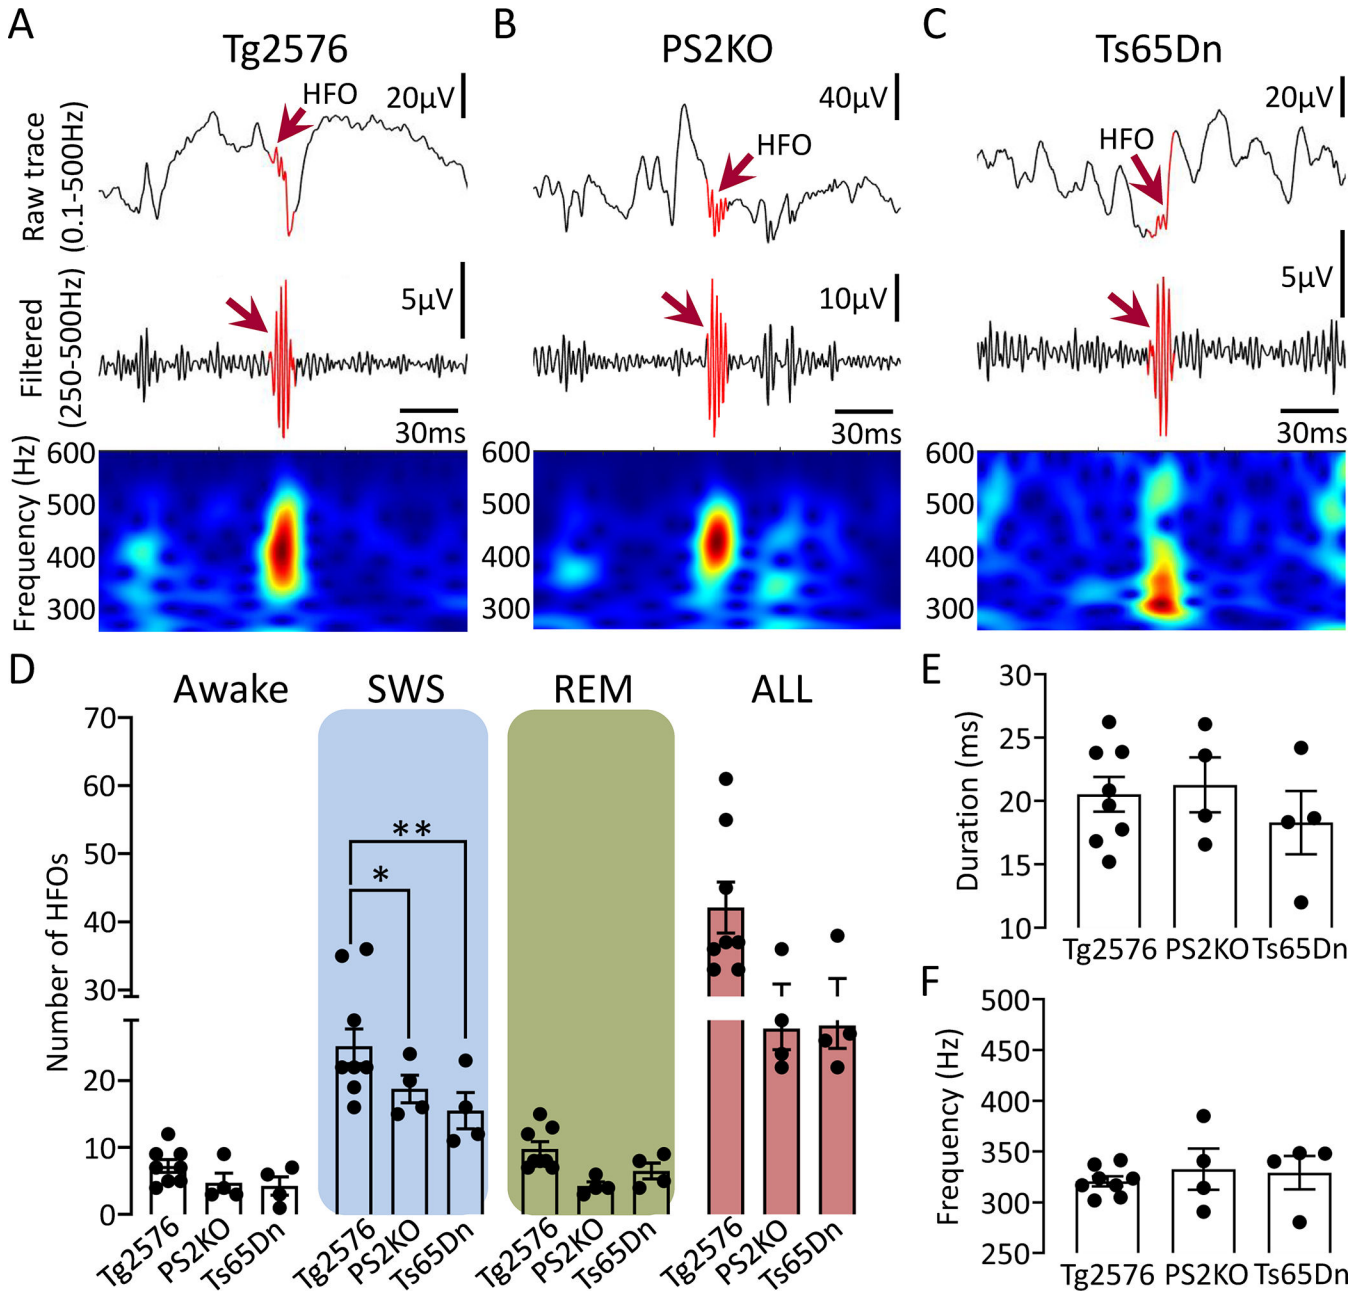 A
B
C
Tg2576
PS2KO
Ts65Dn
Raw trace
(0.1-500Hz)
HFO
20µV
HFO
40µV
HFO
20µV
Filtered
(250-500Hz)
5µV
10µV
5µV
30ms
30ms
30ms
Frequency (Hz)
600
500
400
300
600
500
400
300
600
500
400
300
D
Awake
SWS
REM
ALL
Number of HFOs
70
60
50
40
30
20
10
0
**
*
Tg2576
PS2KO
Ts65Dn
Tg2576
PS2KO
Ts65Dn
Tg2576
PS2KO
Ts65Dn
Tg2576
PS2KO
Ts65Dn
E
Duration (ms)
30
25
20
15
10
Tg2576
PS2KO
Ts65Dn
F
Frequency (Hz)
500
450
400
350
300
250
Tg2576
PS2KO
Ts65Dn